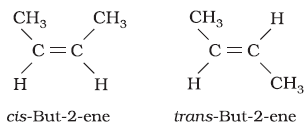 CH₃ CH₃ CH₃ H
C=C C=C
H H H CH₃
cis-But-2-ene trans-But-2-ene